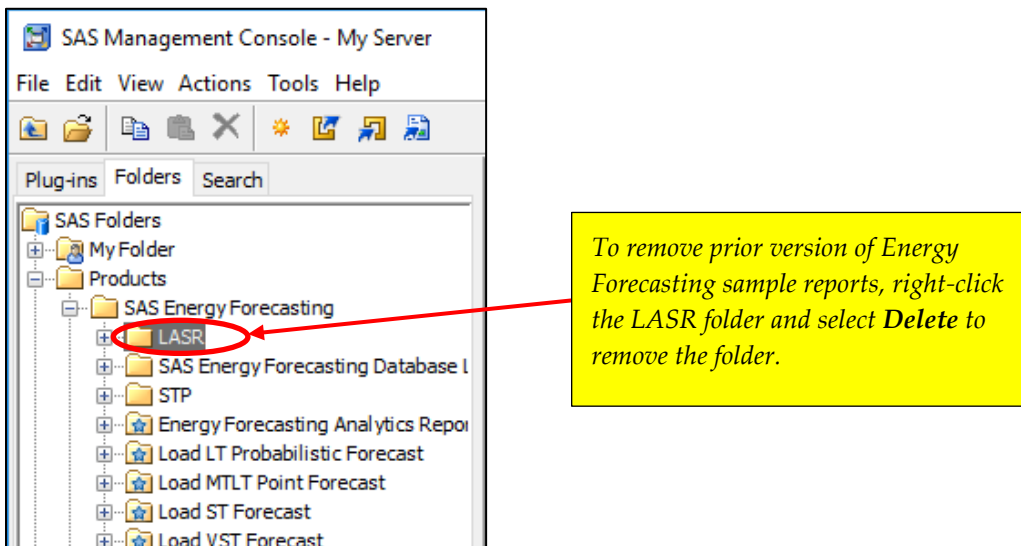 SAS Management Console - My Server
File Edit View Actions Tools Help
Plug-ins Folders Search
SAS Folders
My Folder
Products
SAS Energy Forecasting
LASR
SAS Energy Forecasting Database
STP
Energy Forecasting Analytics
Load LT Probabilistic Forecast
Load MTLT Point Forecast
Load ST Forecast
Load VST Forecast
To remove prior version of Energy
Forecasting sample reports, right-click
the LASR folder and select Delete to
remove the folder.